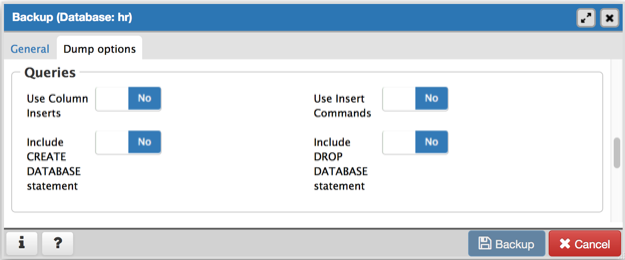 Backup (Database: hr)
General Dump options
Queries
Use Column Inserts No
Use Insert Commands No
Include CREATE DATABASE statement No
Include DROP DATABASE statement No
i ? Backup Cancel